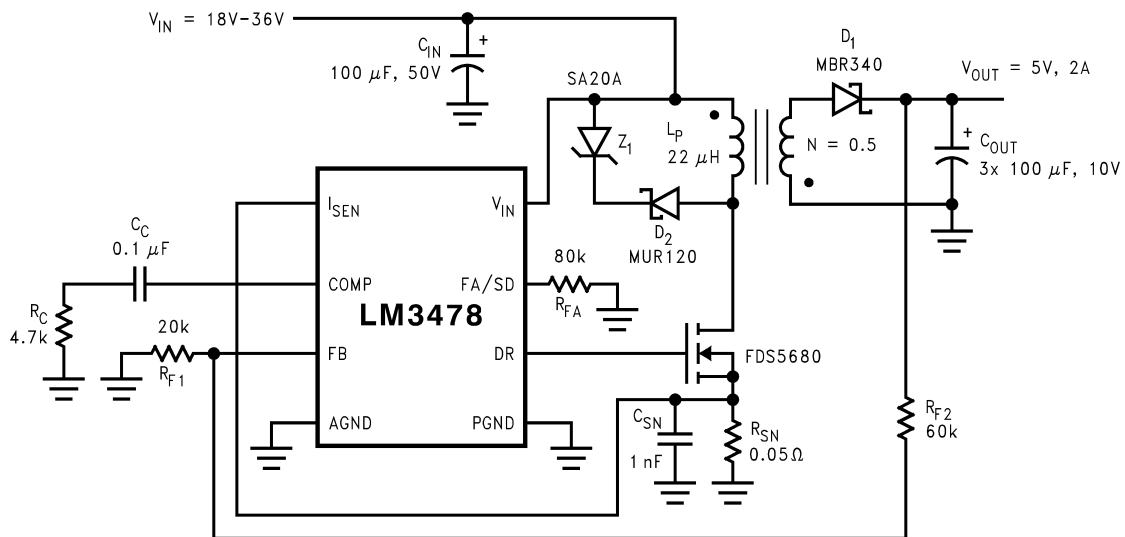 V_IN = 18V-36V
C_IN
+
100 μF, 50V
SA20A
Z_1
L_P
22 μH
D_1
MBR340
V_OUT = 5V, 2A
N = 0.5
+
C_OUT
3x 100 μF, 10V
D_2
MUR120
I_SEN
V_IN
C_C
0.1 μF
COMP
FA/SD
80k
R_FA
LM3478
R_C
4.7k
20k
R_F1
FB
DR
FDS5680
AGND
PGND
C_SN
1 nF
R_SN
0.05Ω
R_F2
60k